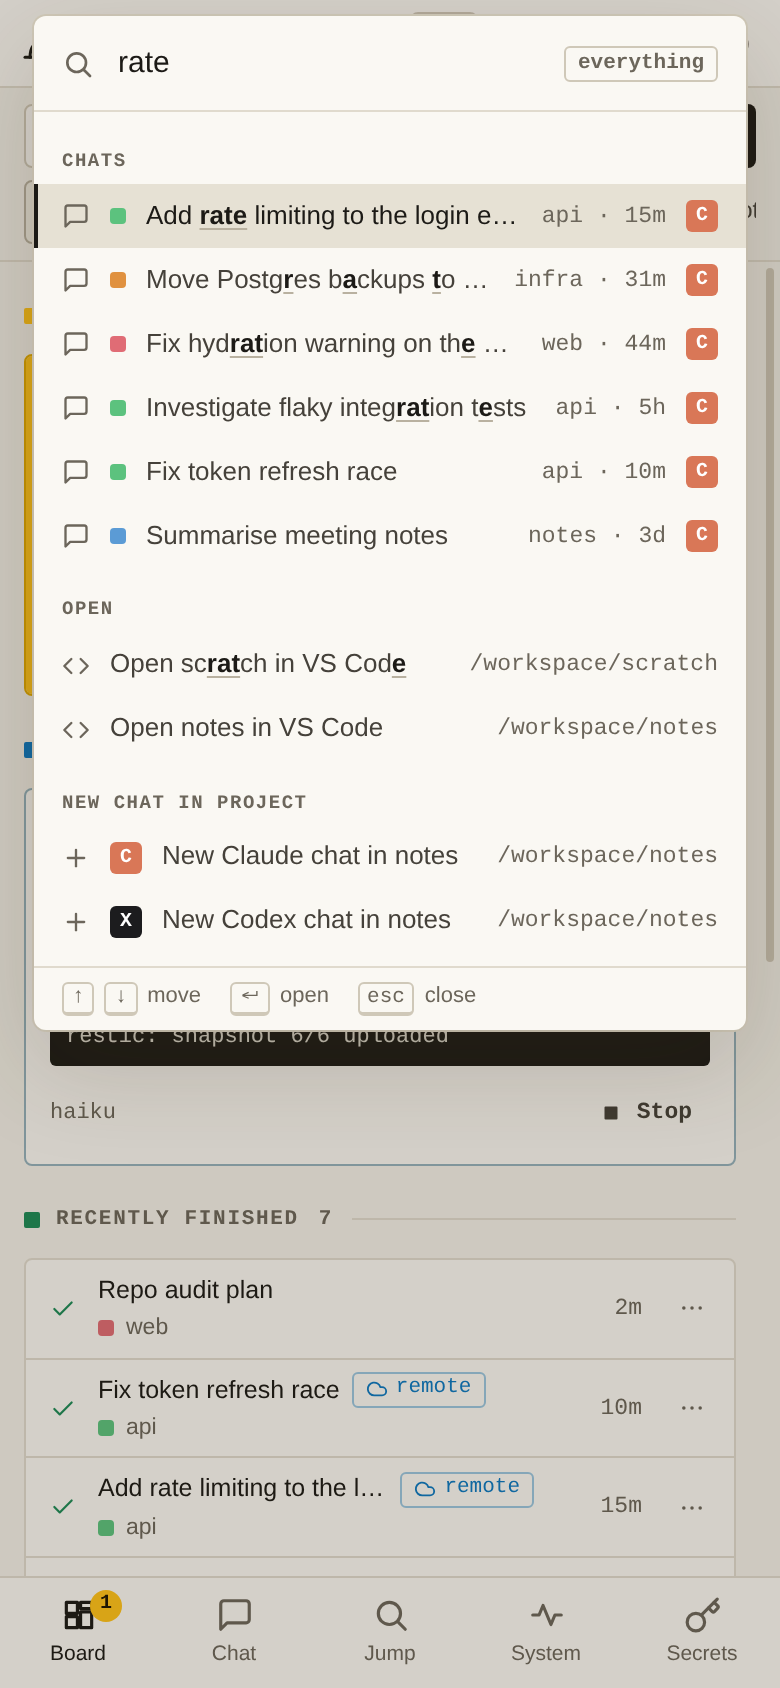 rate everything
CHATS
Add rate limiting to the login e… api · 15m C
Move Postgres backups to … infra · 31m C
Fix hydration warning on the … web · 44m C
Investigate flaky integration tests api · 5h C
Fix token refresh race api · 10m C
Summarise meeting notes notes · 3d C
OPEN
Open scratch in VS Code /workspace/scratch
Open notes in VS Code /workspace/notes
NEW CHAT IN PROJECT
C New Claude chat in notes /workspace/notes
X New Codex chat in notes /workspace/notes
↑ ↓ move ↵ open esc close
restic: snapshot 6/6 uploaded
haiku Stop
RECENTLY FINISHED 7
Repo audit plan 2m
web
Fix token refresh race remote 10m
api
Add rate limiting to the l… remote 15m
api
1
Board Chat Jump System Secrets